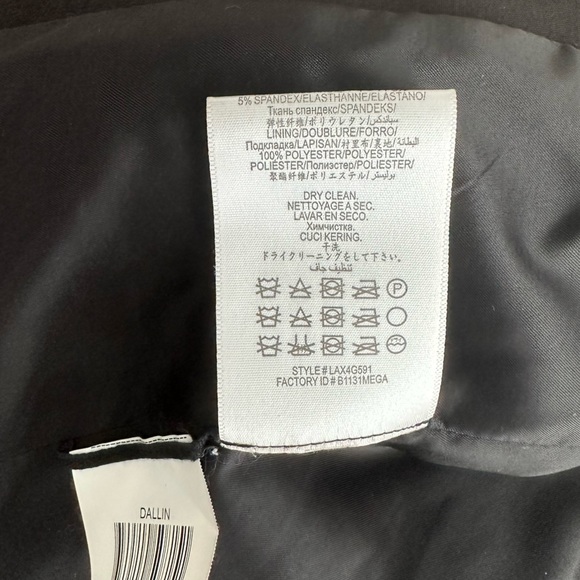 5% SPANDEX/ELASTHANNE/ELASTANO/
Ткань спандекс/SPANDEKS/
弹性纤维/ポリウレタン/سباندكس
LINING/DOUBLURE/FORRO/
Подкладка/LAPISAN/衬里布/裏地/البطانة
100% POLYESTER/POLYESTER/
POLIÉSTER/Полиэстер/POLIESTER/
聚酯纤维/ポリエステル/بوليستر
DRY CLEAN.
NETTOYAGE A SEC.
LAVAR EN SECO.
Химчистка.
CUCI KERING.
干洗
ドライクリーニングをして下さい。
تنظيف جاف
P
STYLE # LAX4G591
FACTORY ID # B1131MEGA
DALLIN